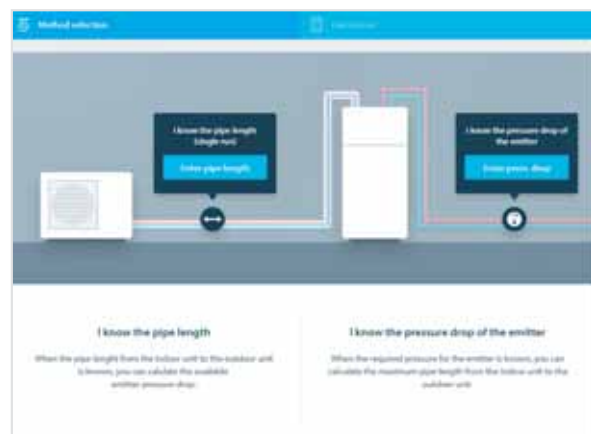 Method selection
I know the pipe length
(single run)
Enter pipe length
I know the pressure drop of
the emitter
Enter press. drop
I know the pipe length
When the pipe lenght from the indoor unit to the outdoor unit
is known, you can calulate the available
emitter pressure drop.
I know the pressure drop of the emitter
When the required pressure for the emitter is known, you can
calculate the maximum pipe length from the indoor unit to the
outdoor unit